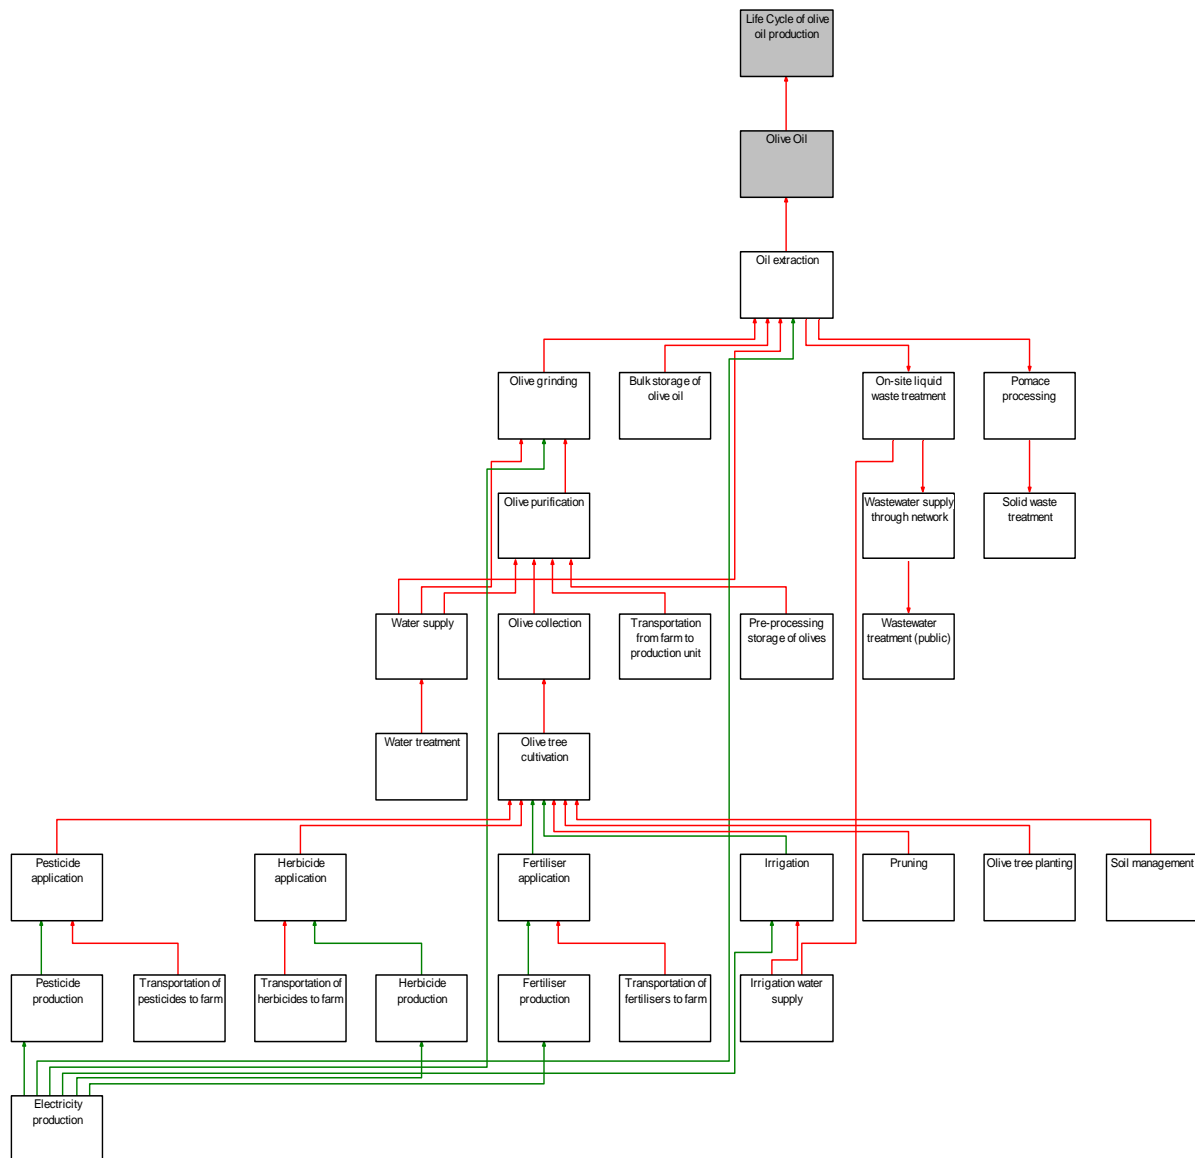 Life Cycle of olive
oil production
Olive Oil
Oil extraction
Olive grinding
Bulk storage of
olive oil
On-site liquid
waste treatment
Pomace
processing
Olive purification
Wastewater supply
through network
Solid waste
treatment
Water supply
Olive collection
Transportation
from farm to
production unit
Pre-processing
storage of olives
Wastewater
treatment (public)
Water treatment
Olive tree
cultivation
Pesticide
application
Herbicide
application
Fertiliser
application
Irrigation
Pruning
Olive tree planting
Soil management
Pesticide
production
Transportation of
pesticides to farm
Transportation of
herbicides to farm
Herbicide
production
Fertiliser
production
Transportation of
fertilisers to farm
Irrigation water
supply
Electricity
production